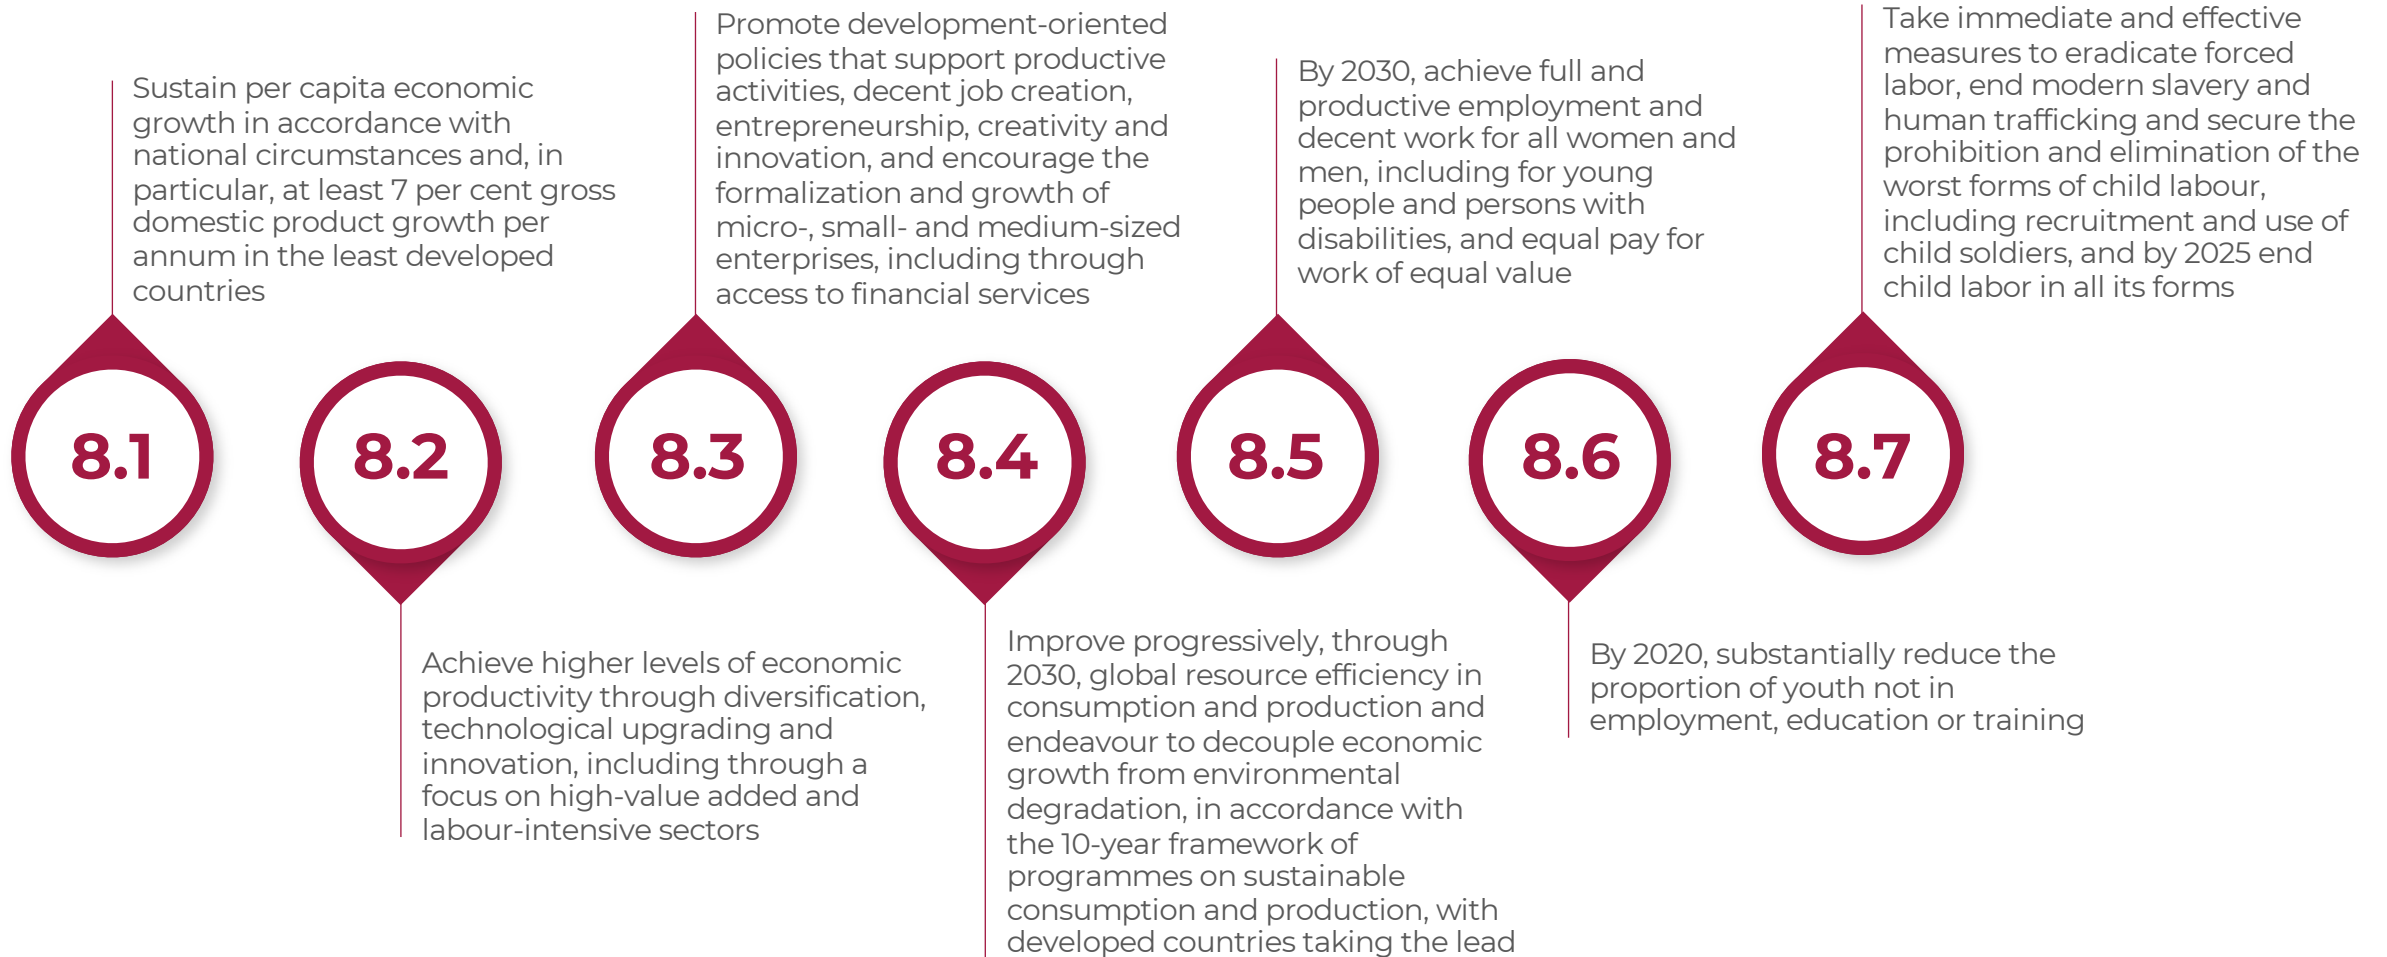 8.1
Sustain per capita economic
growth in accordance with
national circumstances and, in
particular, at least 7 per cent gross
domestic product growth per
annum in the least developed
countries
8.2
Achieve higher levels of economic
productivity through diversification,
technological upgrading and
innovation, including through a
focus on high-value added and
labour-intensive sectors
8.3
Promote development-oriented
policies that support productive
activities, decent job creation,
entrepreneurship, creativity and
innovation, and encourage the
formalization and growth of
micro-, small- and medium-sized
enterprises, including through
access to financial services
8.4
Improve progressively, through
2030, global resource efficiency in
consumption and production and
endeavour to decouple economic
growth from environmental
degradation, in accordance with
the 10-year framework of
programmes on sustainable
consumption and production, with
developed countries taking the lead
8.5
By 2030, achieve full and
productive employment and
decent work for all women and
men, including for young
people and persons with
disabilities, and equal pay for
work of equal value
8.6
By 2020, substantially reduce the
proportion of youth not in
employment, education or training
8.7
Take immediate and effective
measures to eradicate forced
labor, end modern slavery and
human trafficking and secure the
prohibition and elimination of the
worst forms of child labour,
including recruitment and use of
child soldiers, and by 2025 end
child labor in all its forms